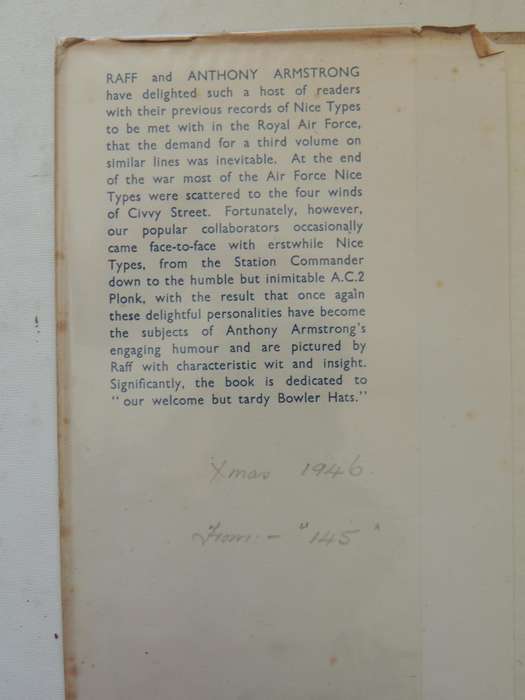 RAFF and ANTHONY ARMSTRONG
have delighted such a host of readers
with their previous records of Nice Types
to be met with in the Royal Air Force,
that the demand for a third volume on
similar lines was inevitable. At the end
of the war most of the Air Force Nice
Types were scattered to the four winds
of Civvy Street. Fortunately, however,
our popular collaborators occasionally
came face-to-face with erstwhile Nice
Types, from the Station Commander
down to the humble but inimitable A.C.2
Plonk, with the result that once again
these delightful personalities have become
the subjects of Anthony Armstrong's
engaging humour and are pictured by
Raff with characteristic wit and insight.
Significantly, the book is dedicated to
"our welcome but tardy Bowler Hats."
Xmas 1946.
From:- "145"